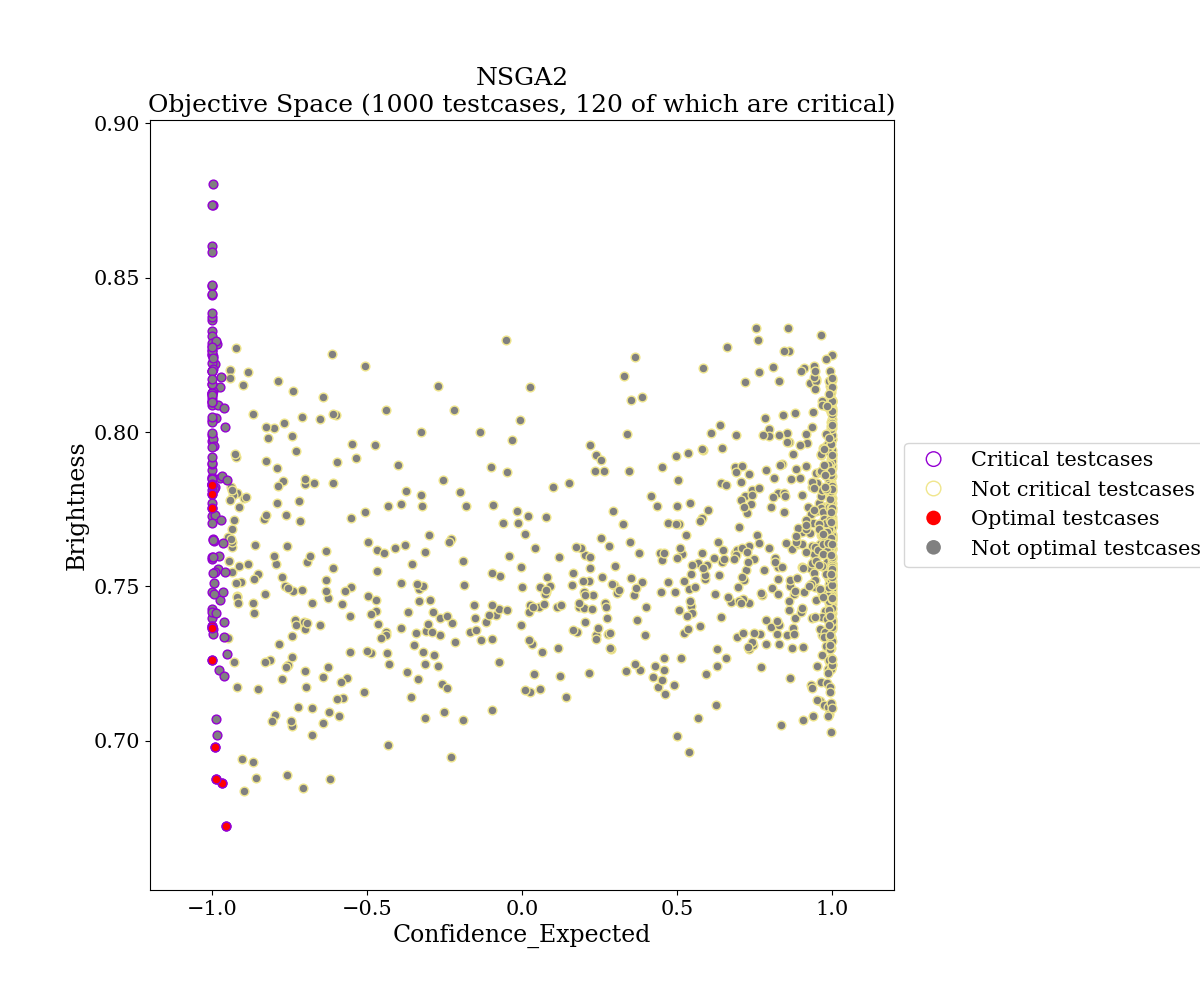 NSGA2
Objective Space (1000 testcases, 120 of which are critical)
0.90
0.85
0.80
0.75
0.70
Brightness
−1.0
−0.5
0.0
0.5
1.0
Confidence_Expected
Critical testcases
Not critical testcases
Optimal testcases
Not optimal testcases